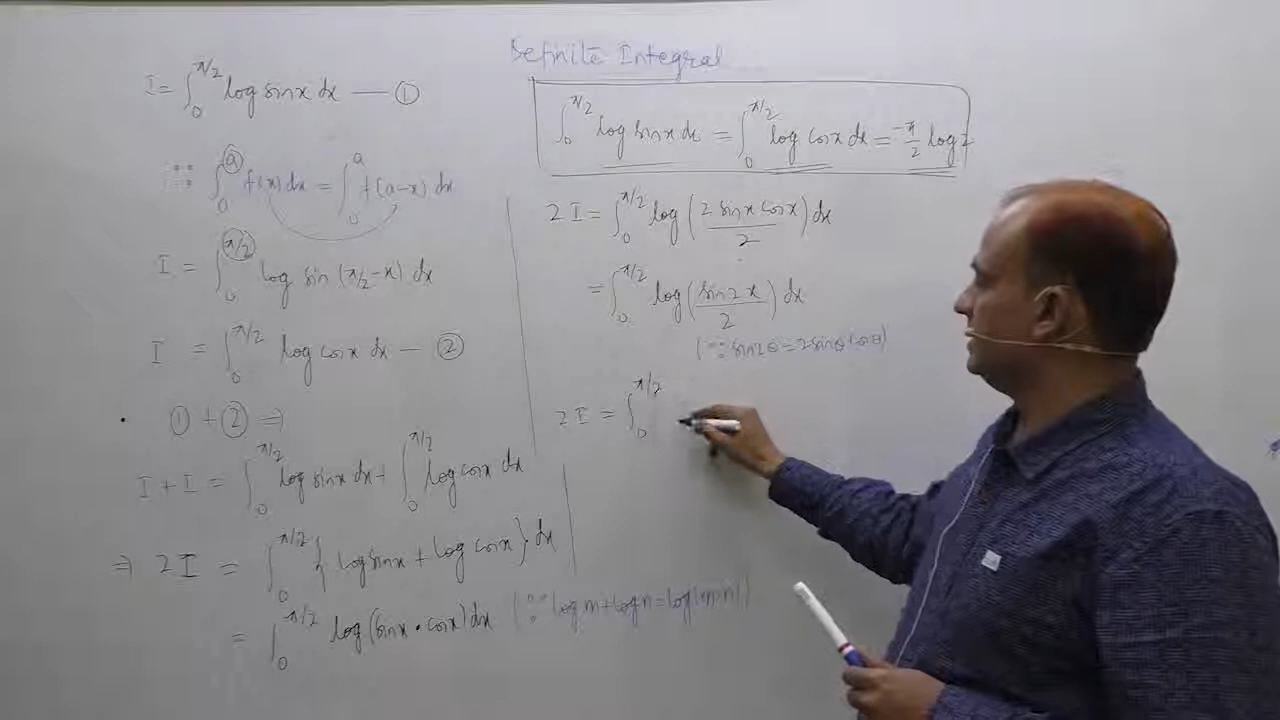 Definite Integral
I = ∫₀^π/2 log sinx dx — ①
∵ ∫₀^a f(x) dx = ∫₀^a f(a-x) dx
I = ∫₀^π/2 log sin (π/2-x) dx
I = ∫₀^π/2 log cosx dx — ②
① + ② ⇒
I + I = ∫₀^π/2 log sinx dx + ∫₀^π/2 log cosx dx
⇒ 2I = ∫₀^π/2 { log sinx + log cosx } dx
= ∫₀^π/2 log (sinx • cosx) dx (∵ log m + log n = log(m·n))
∫₀^π/2 log sinx dx = ∫₀^π/2 log cosx dx = -π/2 log 2
2I = ∫₀^π/2 log (2 sinx cosx / 2) dx
= ∫₀^π/2 log (sin2x / 2) dx
(∵ sin2θ = 2sinθ cosθ)
2I = ∫₀^π/2